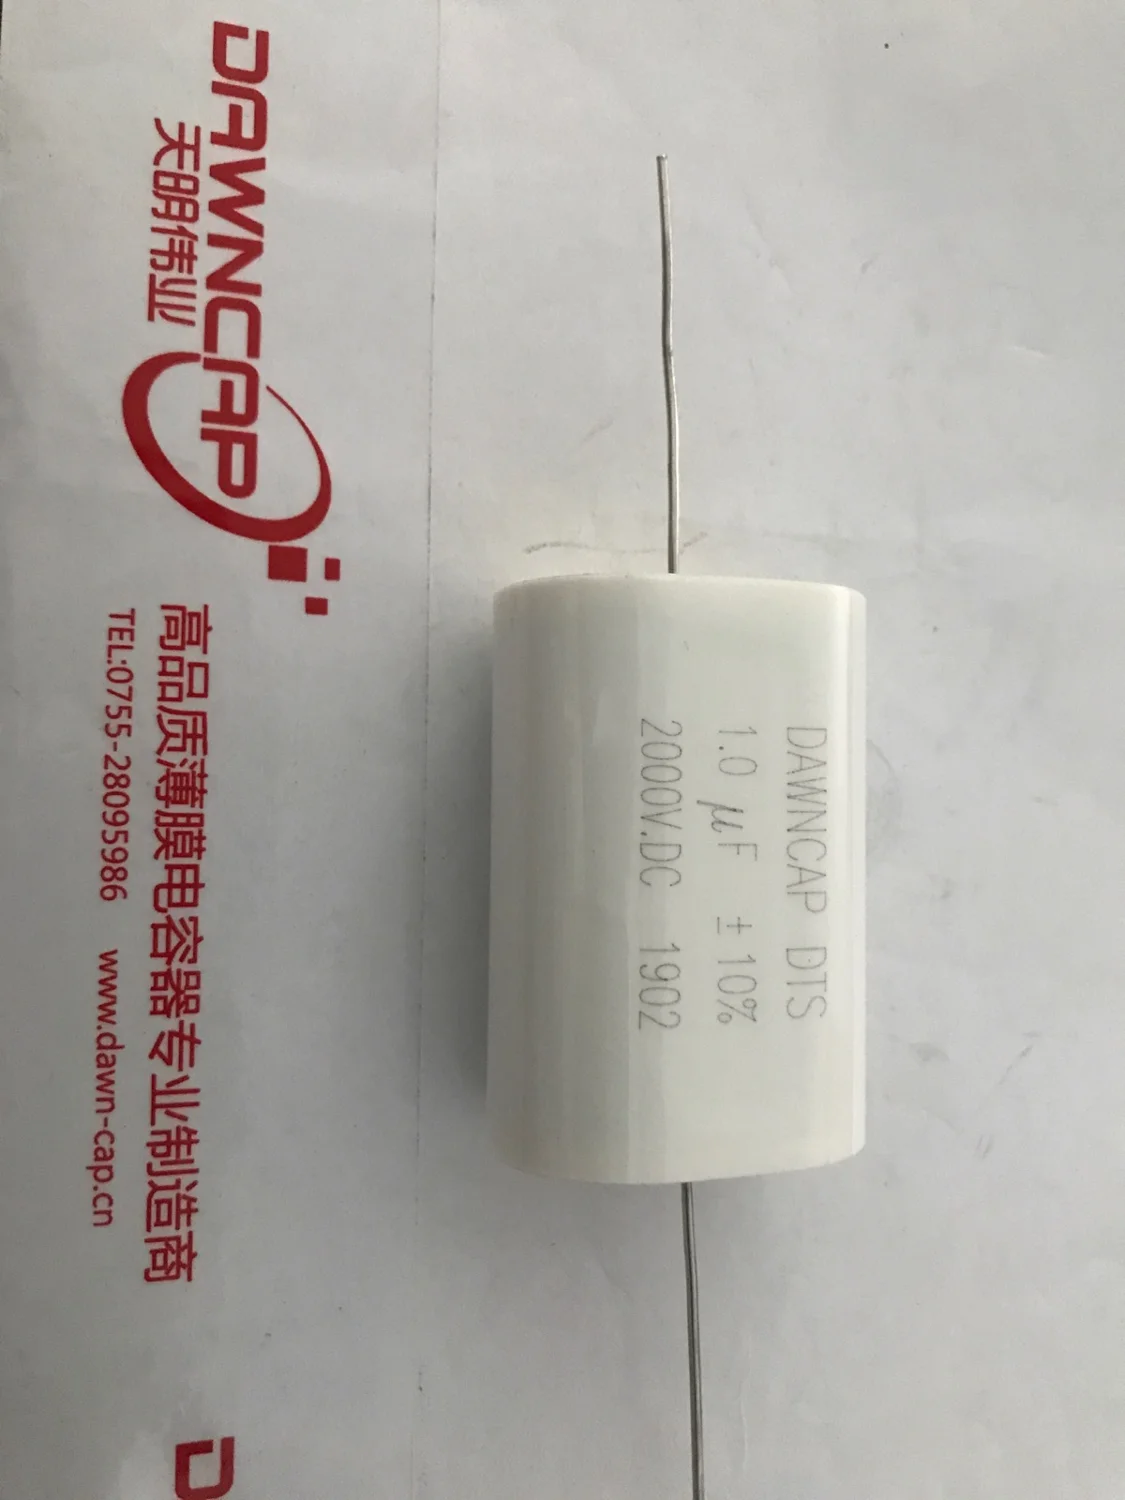 DAWNCAP
天明伟业
高品质薄膜电容器专业制造商
TEL:0755-28095986 www.dawn-cap.cn
DAWNCAP DTS
1.0 μF ±10%
2000V.DC 1902
D